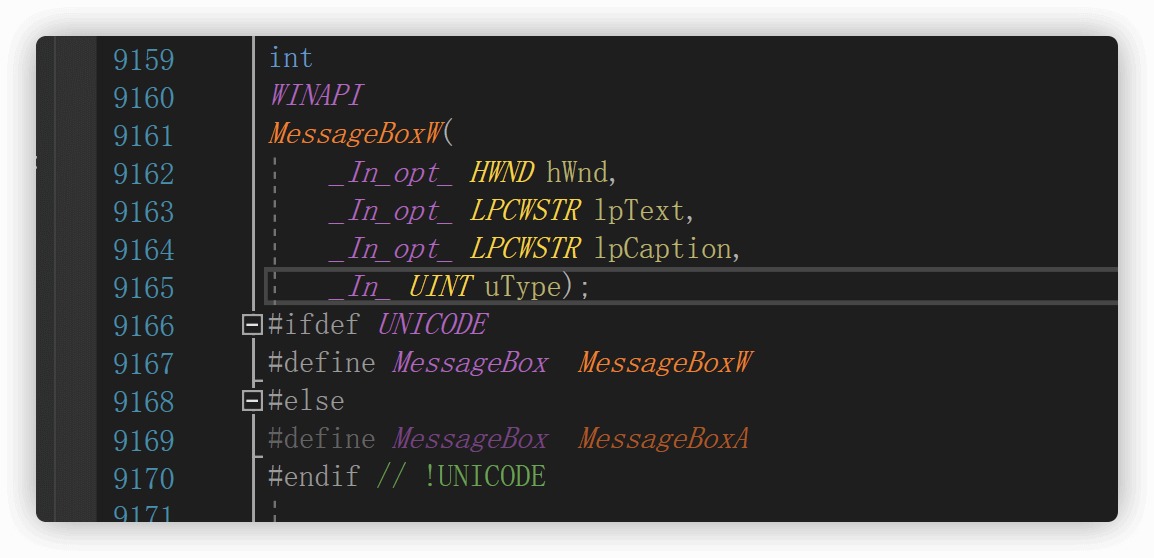 9159 int
9160 WINAPI
9161 MessageBoxW(
9162     _In_opt_ HWND hWnd,
9163     _In_opt_ LPCWSTR lpText,
9164     _In_opt_ LPCWSTR lpCaption,
9165     _In_ UINT uType);
9166 #ifdef UNICODE
9167 #define MessageBox  MessageBoxW
9168 #else
9169 #define MessageBox  MessageBoxA
9170 #endif // !UNICODE
9171